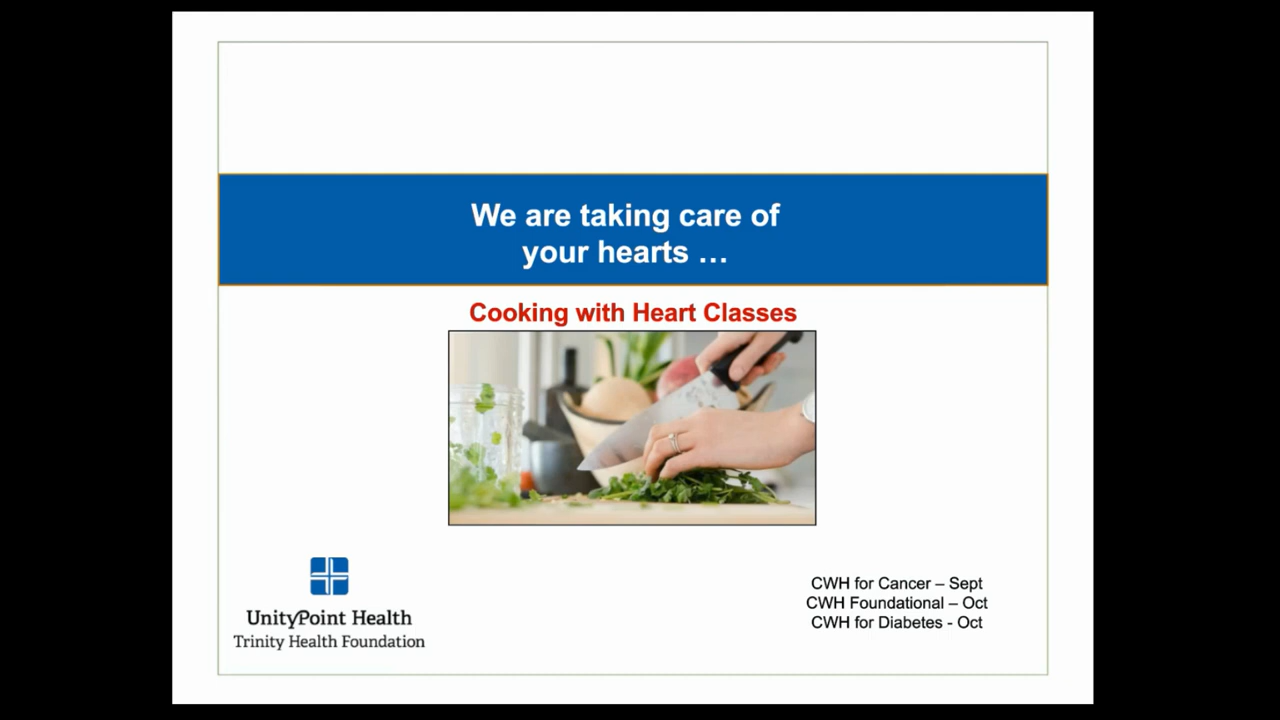 We are taking care of
your hearts …
Cooking with Heart Classes
UnityPoint Health
Trinity Health Foundation
CWH for Cancer – Sept
CWH Foundational – Oct
CWH for Diabetes - Oct